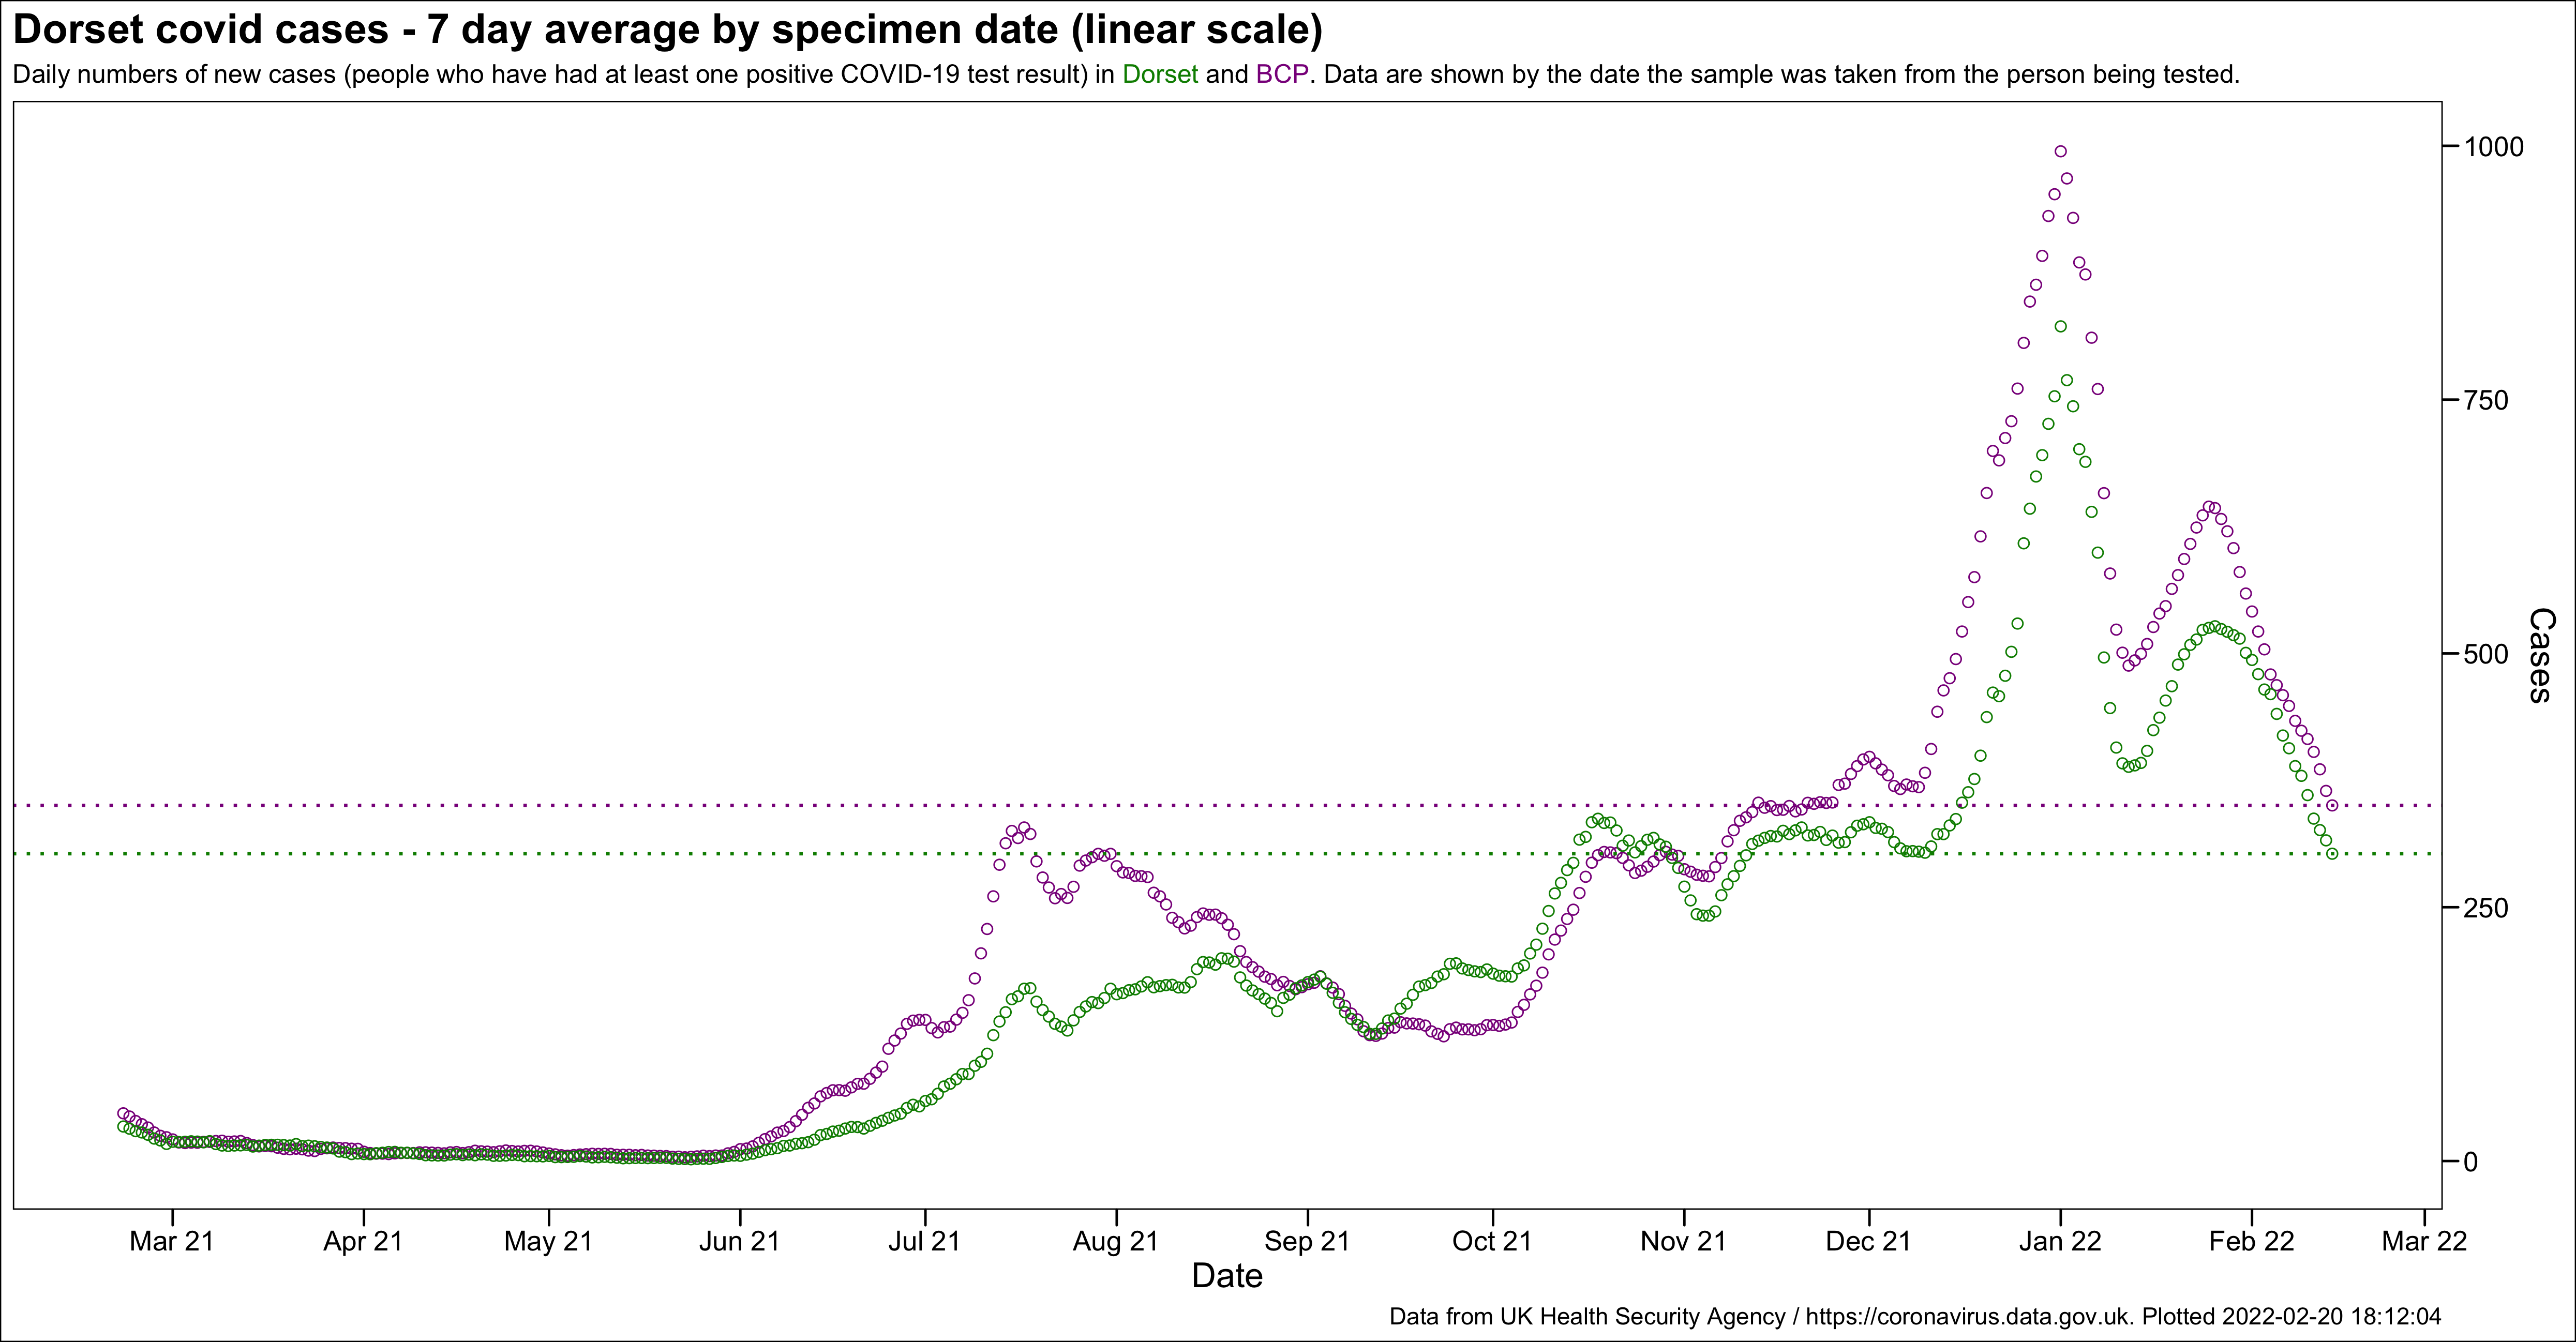 Dorset covid cases - 7 day average by specimen date (linear scale)
Daily numbers of new cases (people who have had at least one positive COVID-19 test result) in Dorset and BCP. Data are shown by the date the sample was taken from the person being tested.
1000
750
500
250
0
Cases
Mar 21 Apr 21 May 21 Jun 21 Jul 21 Aug 21 Sep 21 Oct 21 Nov 21 Dec 21 Jan 22 Feb 22 Mar 22
Date
Data from UK Health Security Agency / https://coronavirus.data.gov.uk. Plotted 2022-02-20 18:12:04